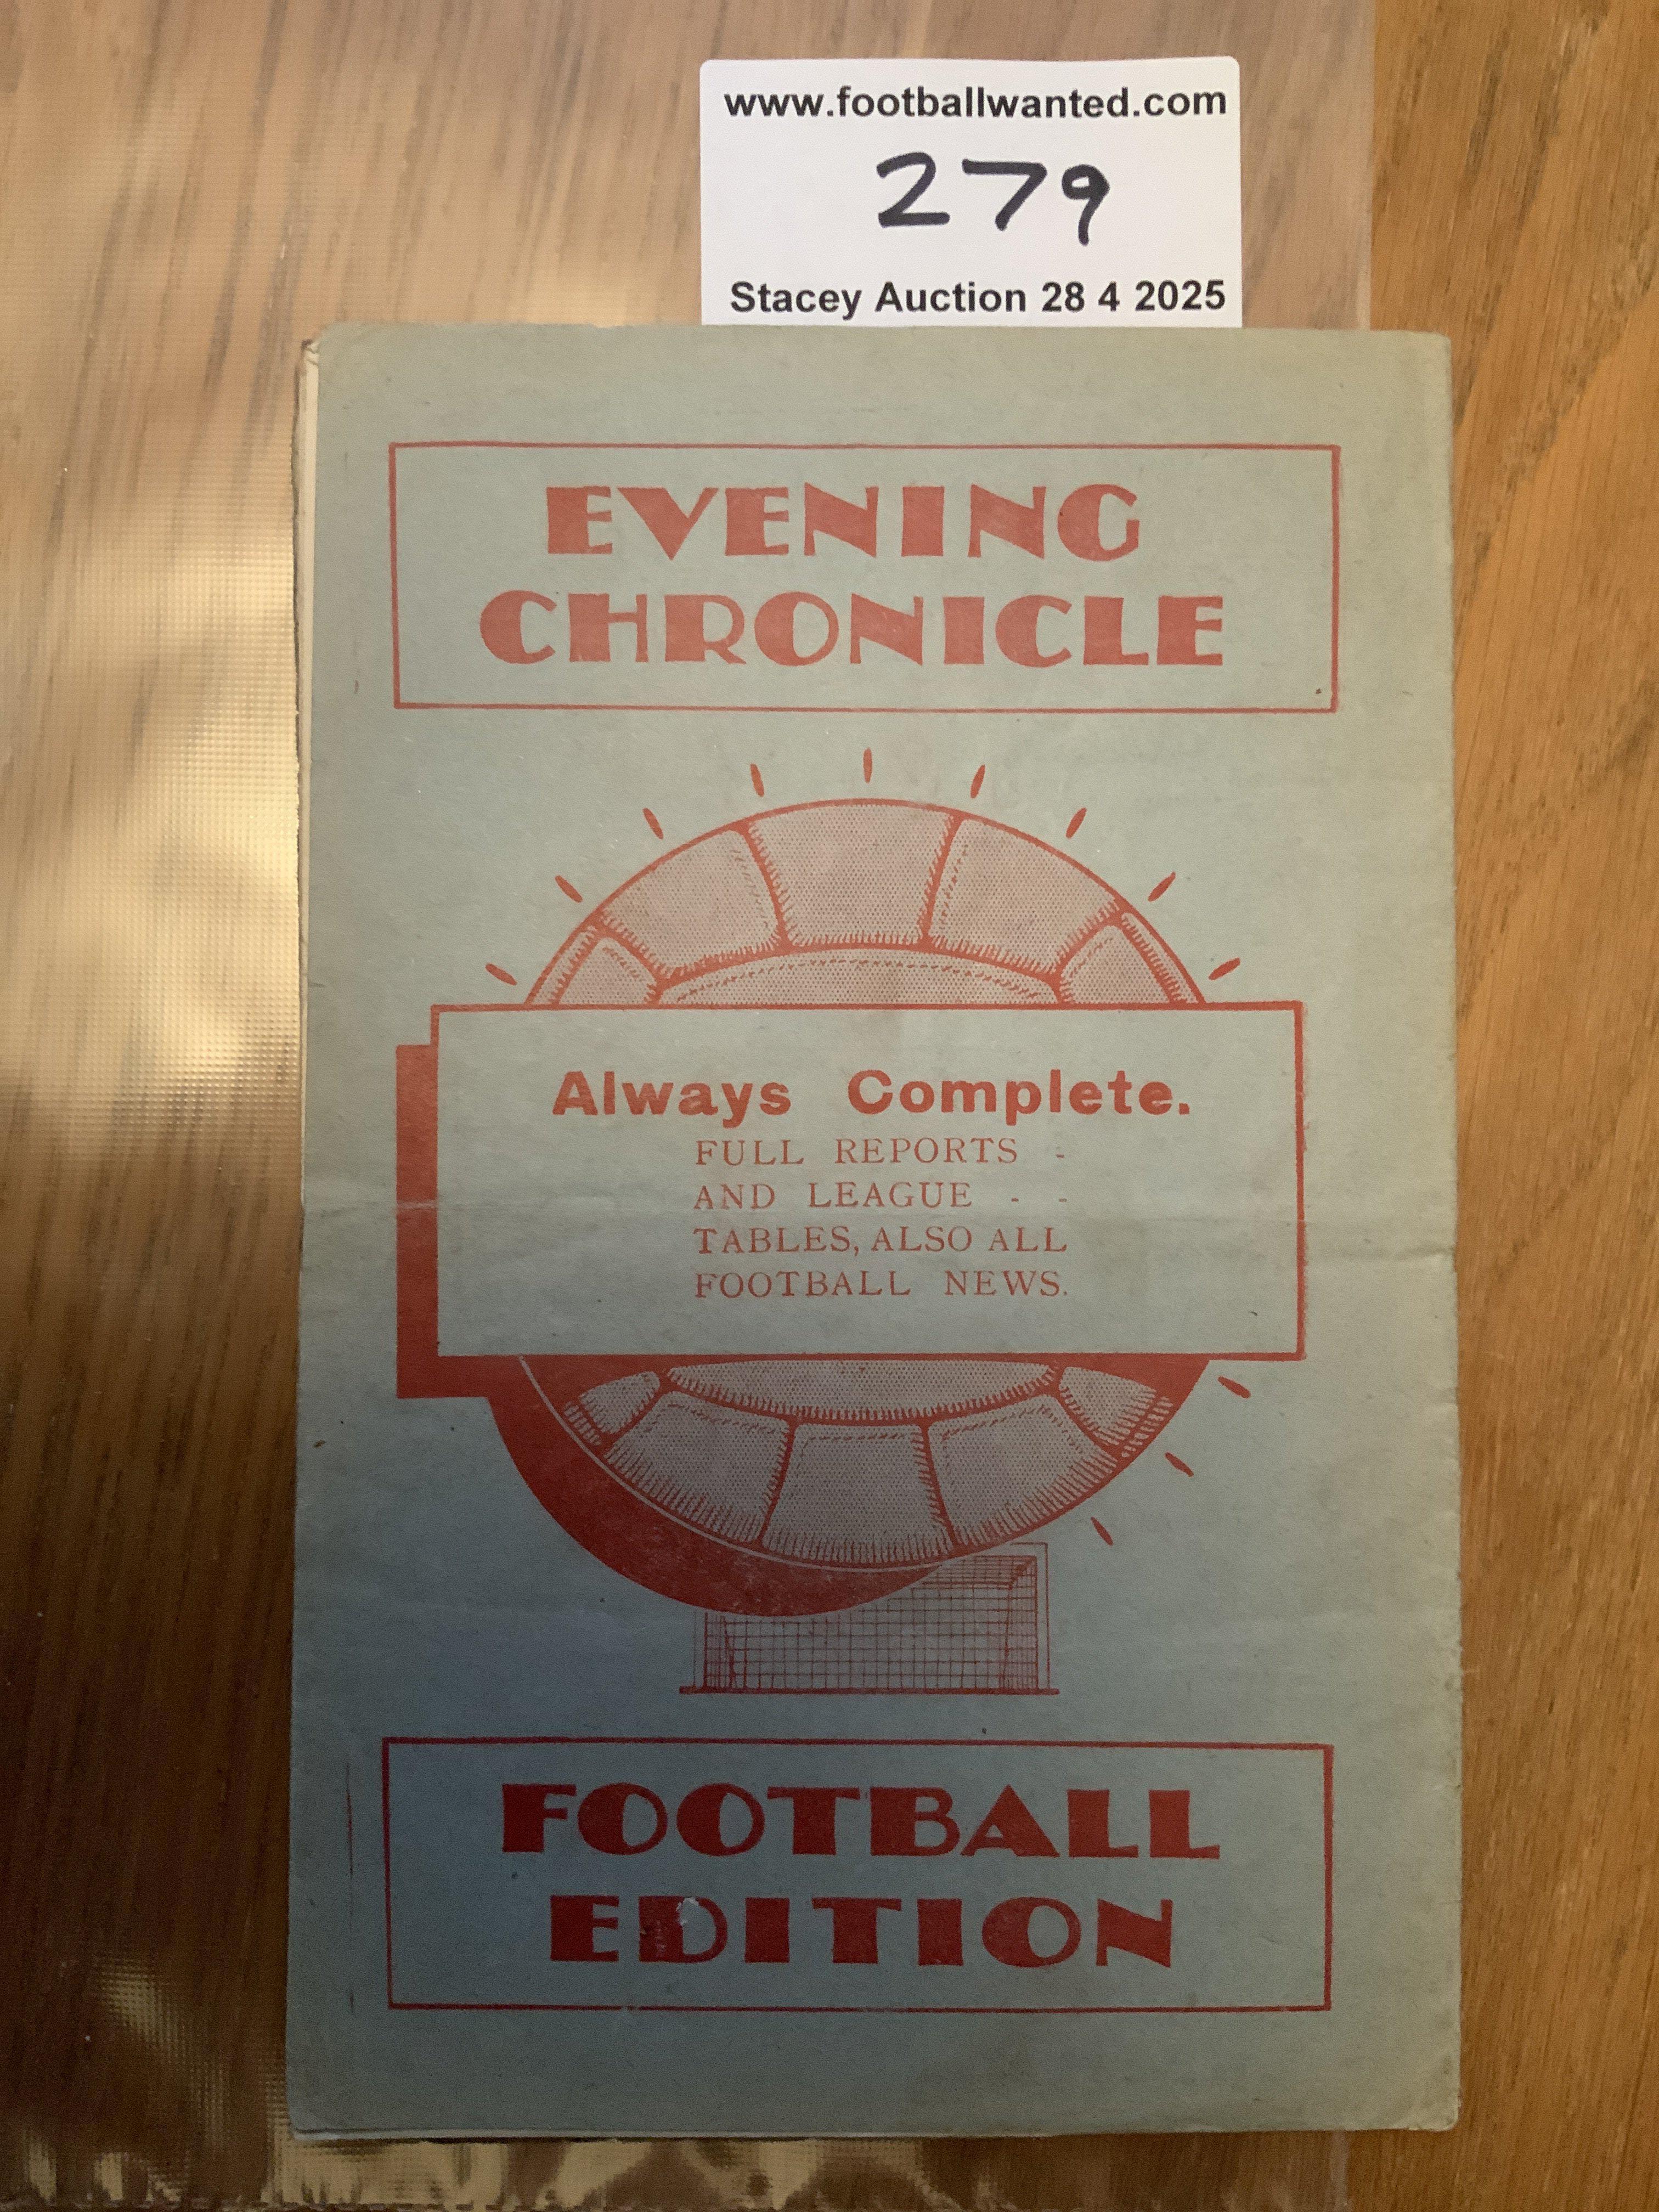 www.footballwanted.com
279
Stacey Auction 28 4 2025
EVENING
CHRONICLE
Always Complete.
FULL REPORTS -
AND LEAGUE - -
TABLES, ALSO ALL
FOOTBALL NEWS.
FOOTBALL
EDITION